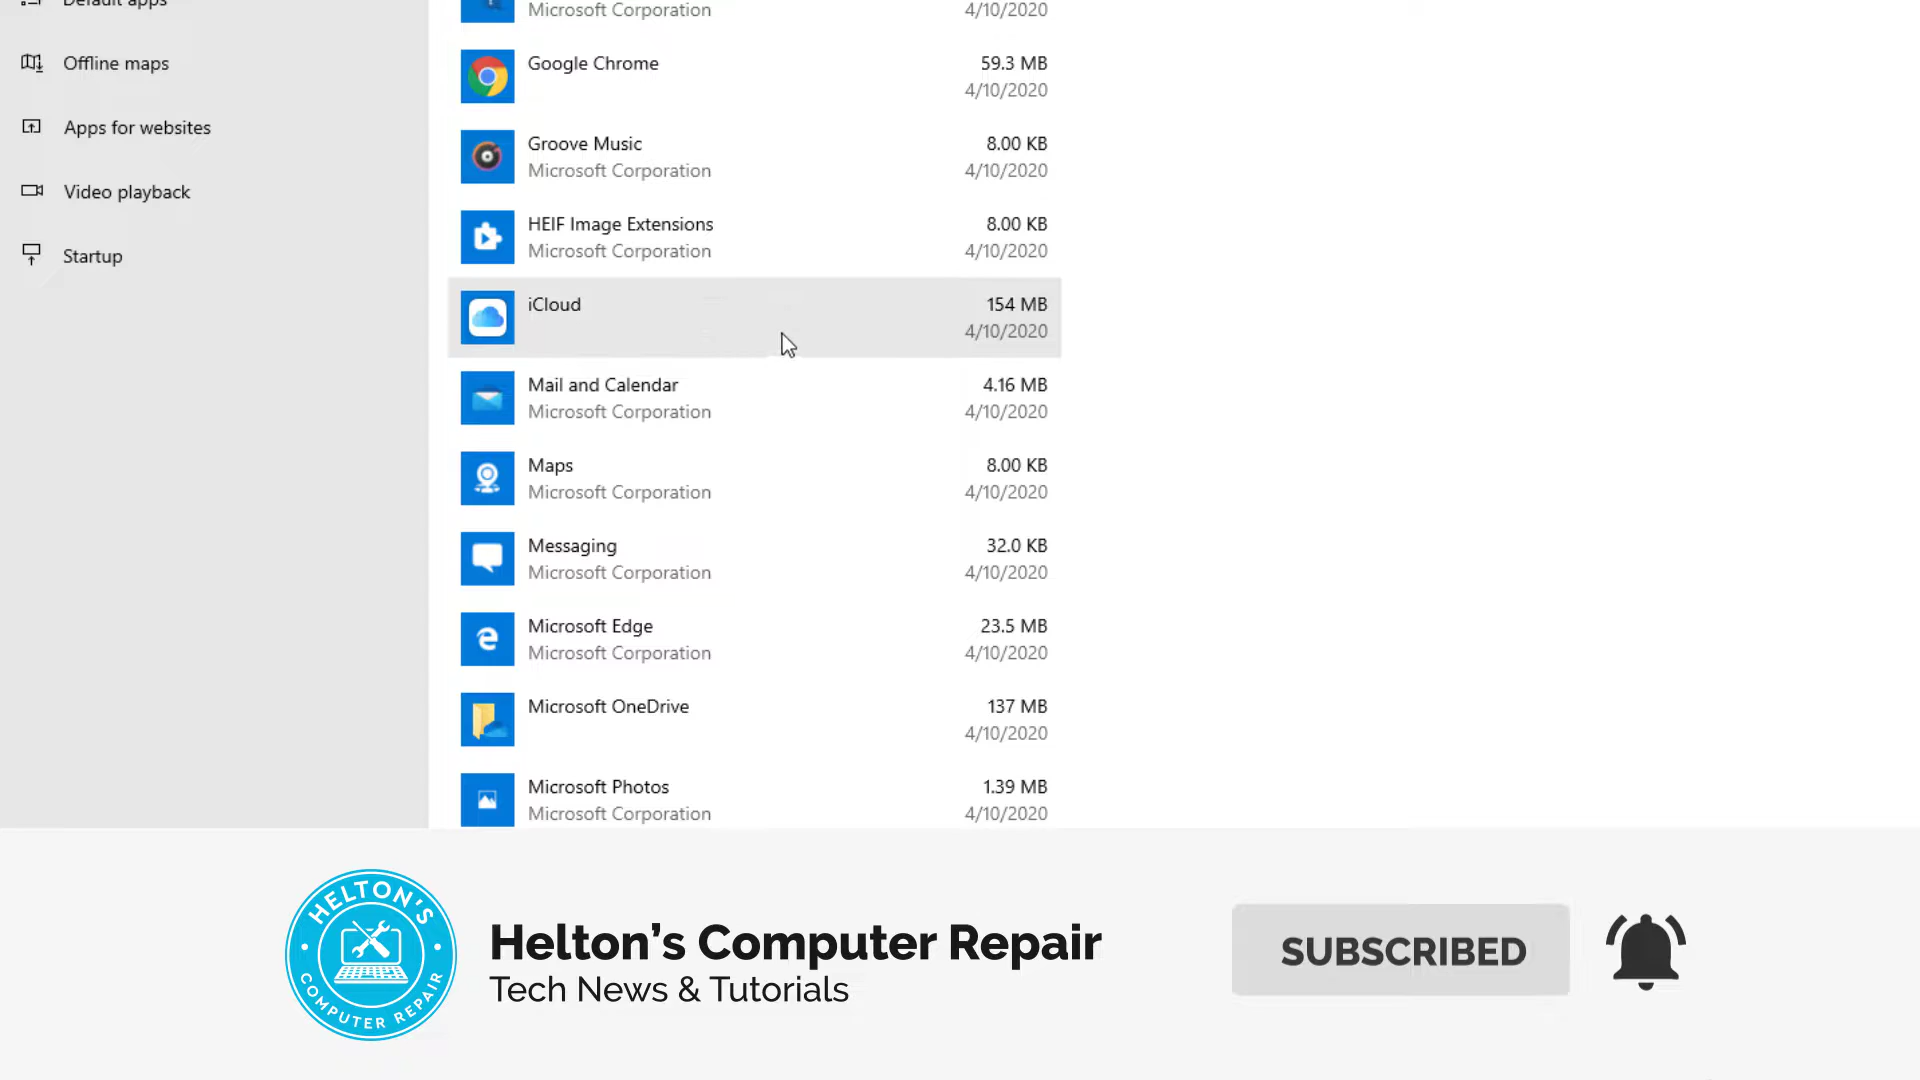 Default apps
Offline maps
Apps for websites
Video playback
Startup
Microsoft Corporation 4/10/2020
Google Chrome 59.3 MB
4/10/2020
Groove Music 8.00 KB
Microsoft Corporation 4/10/2020
HEIF Image Extensions 8.00 KB
Microsoft Corporation 4/10/2020
iCloud 154 MB
4/10/2020
Mail and Calendar 4.16 MB
Microsoft Corporation 4/10/2020
Maps 8.00 KB
Microsoft Corporation 4/10/2020
Messaging 32.0 KB
Microsoft Corporation 4/10/2020
Microsoft Edge 23.5 MB
Microsoft Corporation 4/10/2020
Microsoft OneDrive 137 MB
4/10/2020
Microsoft Photos 1.39 MB
Microsoft Corporation 4/10/2020
HELTON'S
COMPUTER REPAIR
Helton's Computer Repair
Tech News & Tutorials
SUBSCRIBED